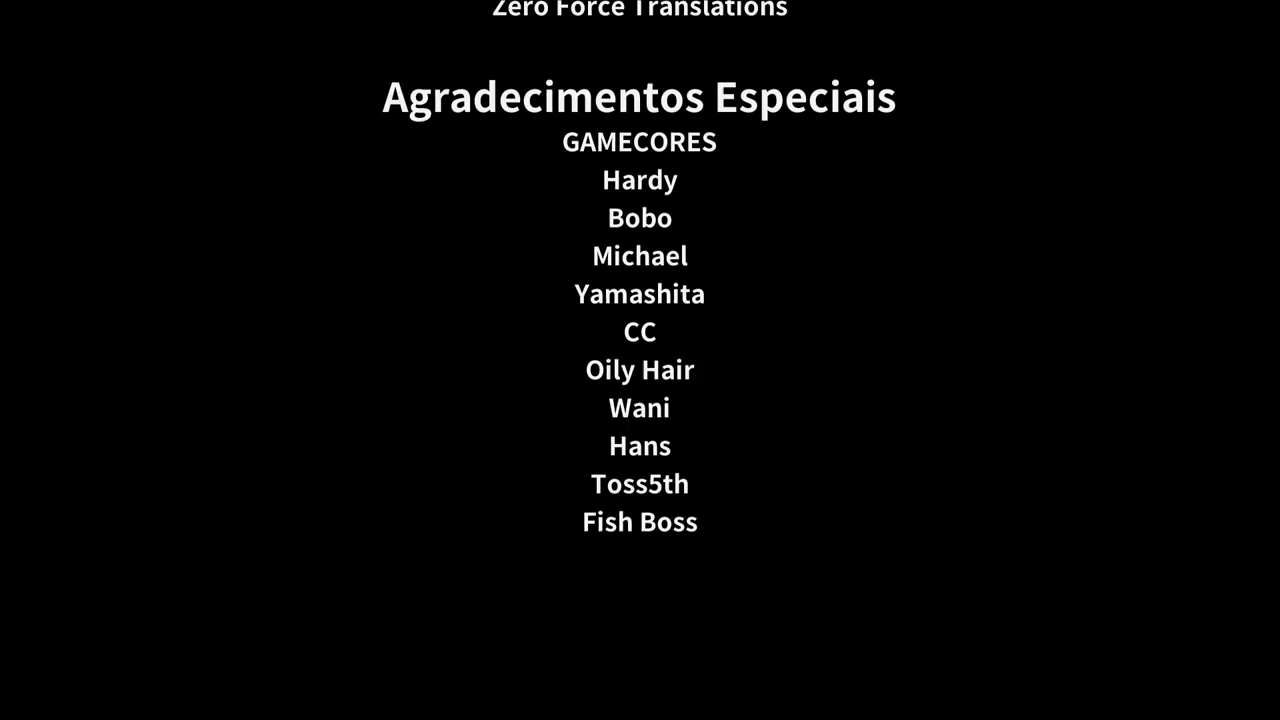 Zero Force Translations
Agradecimentos Especiais
GAMECORES
Hardy
Bobo
Michael
Yamashita
CC
Oily Hair
Wani
Hans
Toss5th
Fish Boss